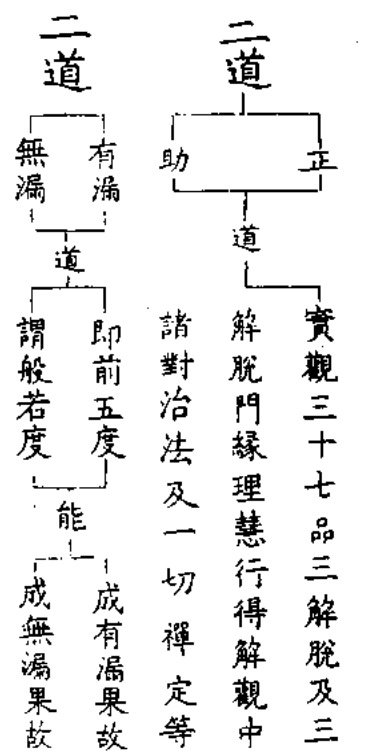 二道
正
助
道
實觀三十七品三解脫及三
解脫門緣理慧行得解觀中
諸對治法及一切禪定等
二道
有漏
無漏
道
即前五度
謂般若度
能
成有漏果故
成無漏果故